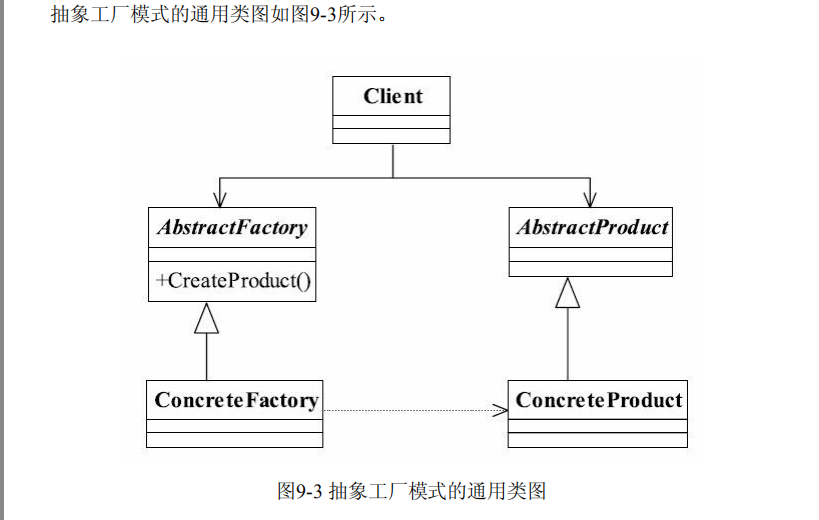 抽象工厂模式的通用类图如图9-3所示。
Client
AbstractFactory
AbstractProduct
+CreateProduct()
ConcreteFactory
ConcreteProduct
图9-3 抽象工厂模式的通用类图